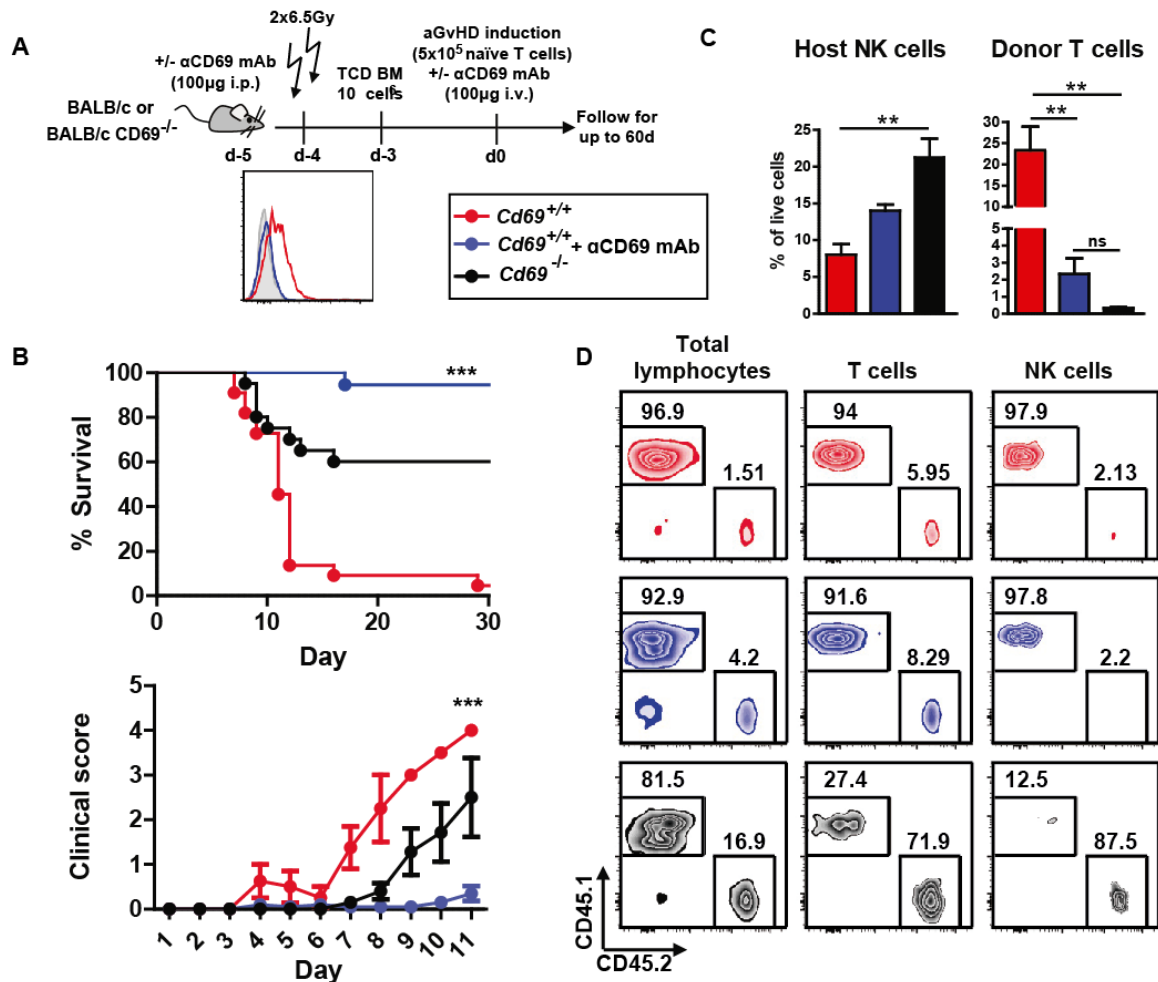 A
2x6.5Gy
+/- αCD69 mAb
(100µg i.p.)
TCD BM
10⁶ cells
aGvHD induction
(5x10⁵ naïve T cells)
+/- αCD69 mAb
(100µg i.v.)
BALB/c or
BALB/c CD69-/-
Follow for
up to 60d
d-5
d-4
d-3
d0
Cd69+/+
Cd69+/+ + αCD69 mAb
Cd69-/-
B
% Survival
100
80
60
40
20
0
***
0 10 20 30
Day
Clinical score
5
4
3
2
1
0
***
1 2 3 4 5 6 7 8 9 10 11
Day
C
Host NK cells
Donor T cells
% of live cells
25
20
15
10
5
0
**
30
25
20
15
10
5
4
3
2
1
0
**
**
ns
D
Total
lymphocytes
T cells
NK cells
96.9
1.51
94
5.95
97.9
2.13
92.9
4.2
91.6
8.29
97.8
2.2
81.5
16.9
27.4
71.9
12.5
87.5
CD45.1
CD45.2